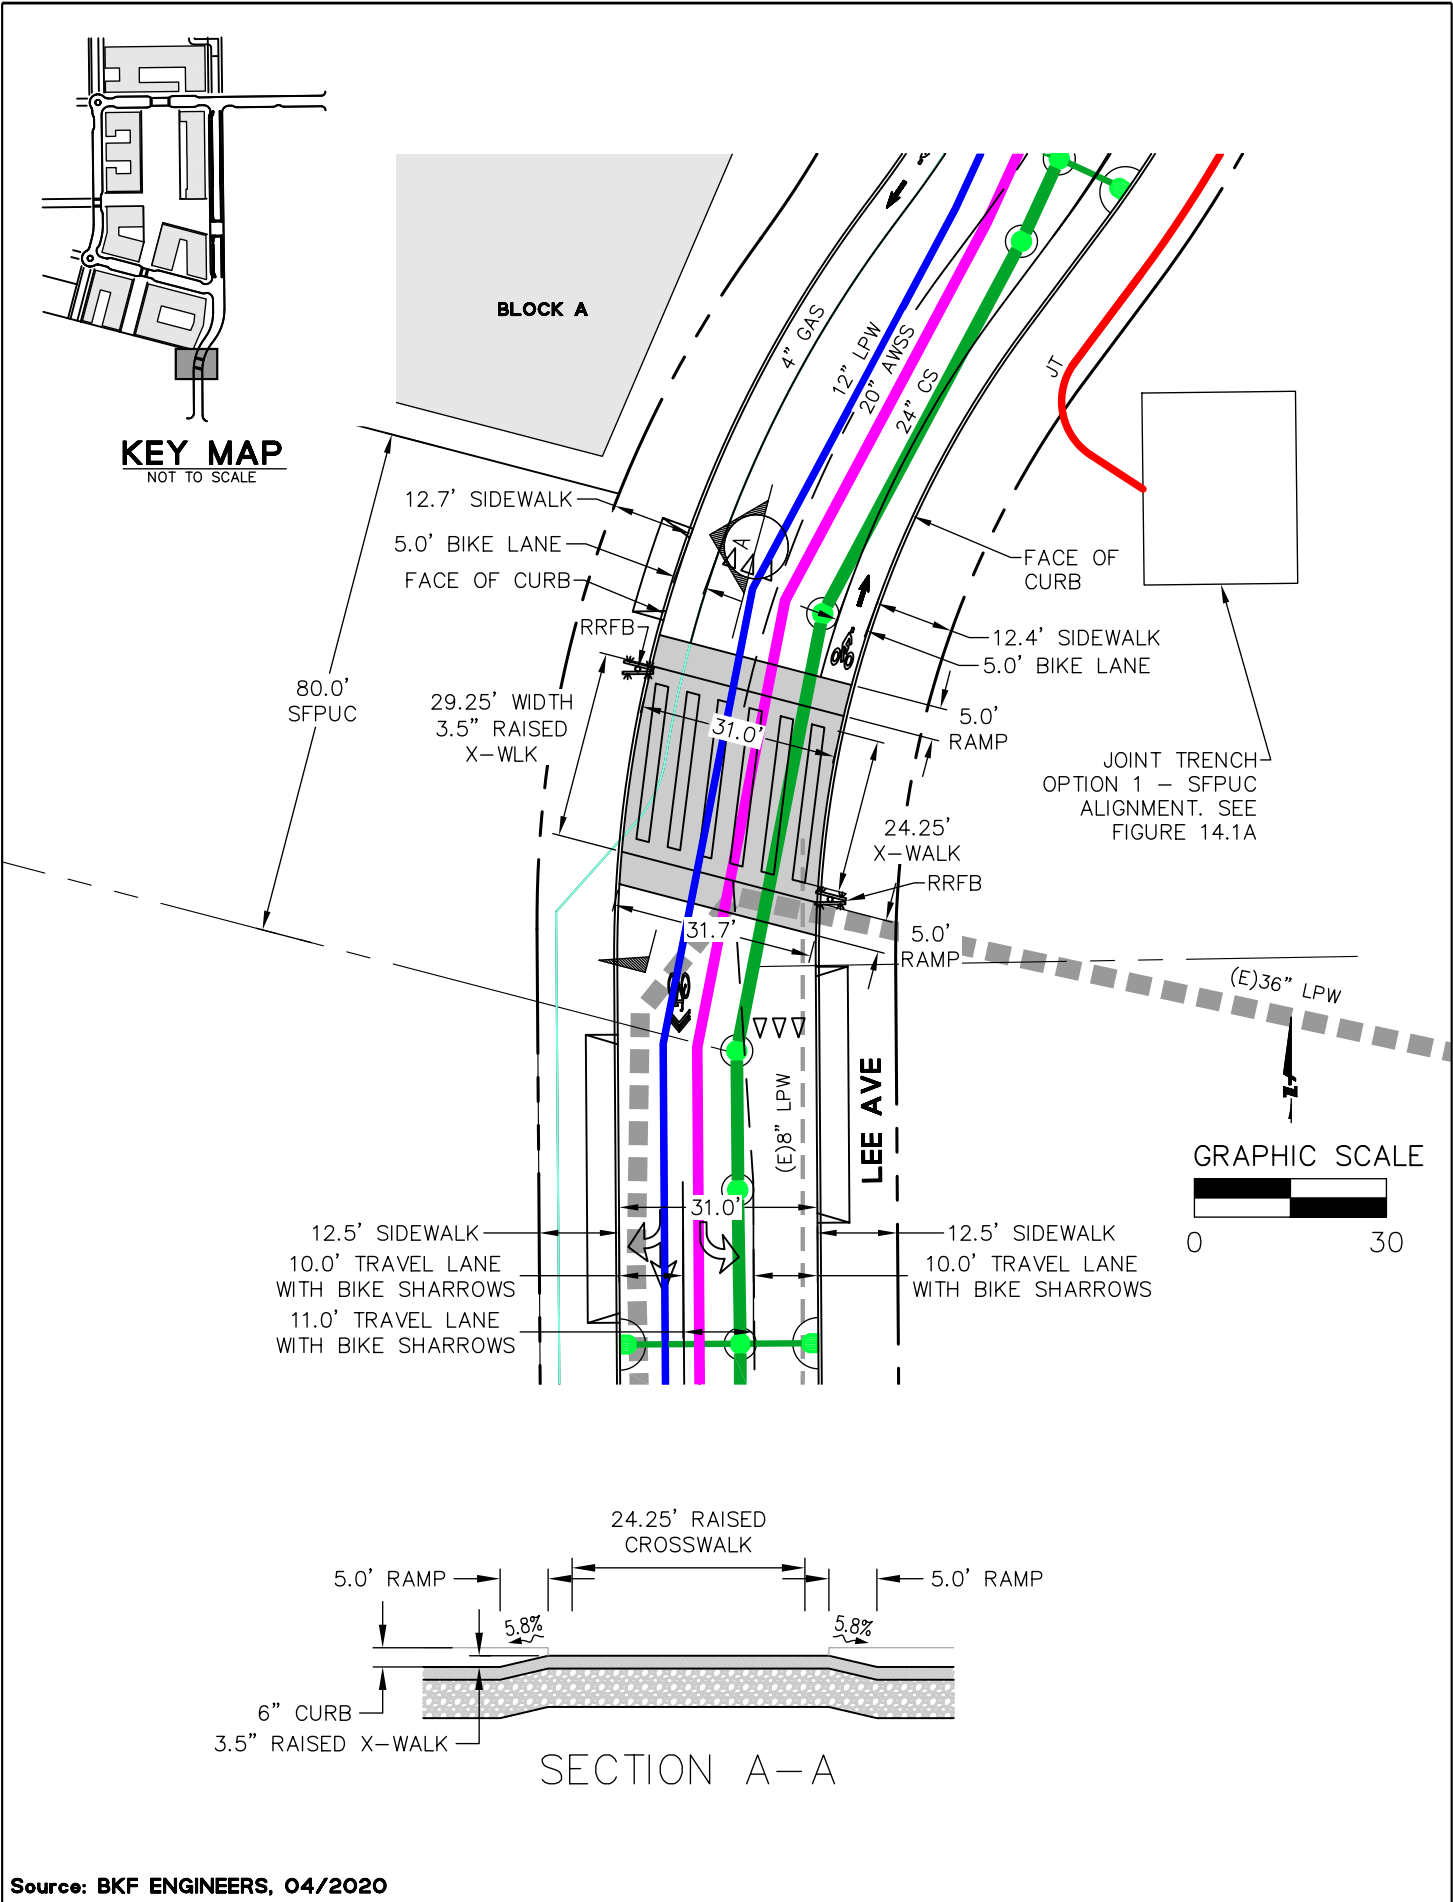 KEY MAP
NOT TO SCALE
BLOCK A
4" GAS
12" LPW
20" AWSS
24" CS
JT
12.7' SIDEWALK
5.0' BIKE LANE
FACE OF CURB
RRFB
A
FACE OF
CURB
12.4' SIDEWALK
5.0' BIKE LANE
80.0'
SFPUC
29.25' WIDTH
3.5" RAISED
X-WLK
31.0'
5.0'
RAMP
JOINT TRENCH
OPTION 1 - SFPUC
ALIGNMENT. SEE
FIGURE 14.1A
24.25'
X-WALK
RRFB
31.7'
5.0'
RAMP
(E)36" LPW
(E)8" LPW
LEE AVE
GRAPHIC SCALE
0 30
31.0'
12.5' SIDEWALK
10.0' TRAVEL LANE
WITH BIKE SHARROWS
11.0' TRAVEL LANE
WITH BIKE SHARROWS
12.5' SIDEWALK
10.0' TRAVEL LANE
WITH BIKE SHARROWS
24.25' RAISED
CROSSWALK
5.0' RAMP
5.0' RAMP
5.8%
5.8%
6" CURB
3.5" RAISED X-WALK
SECTION A-A
Source: BKF ENGINEERS, 04/2020